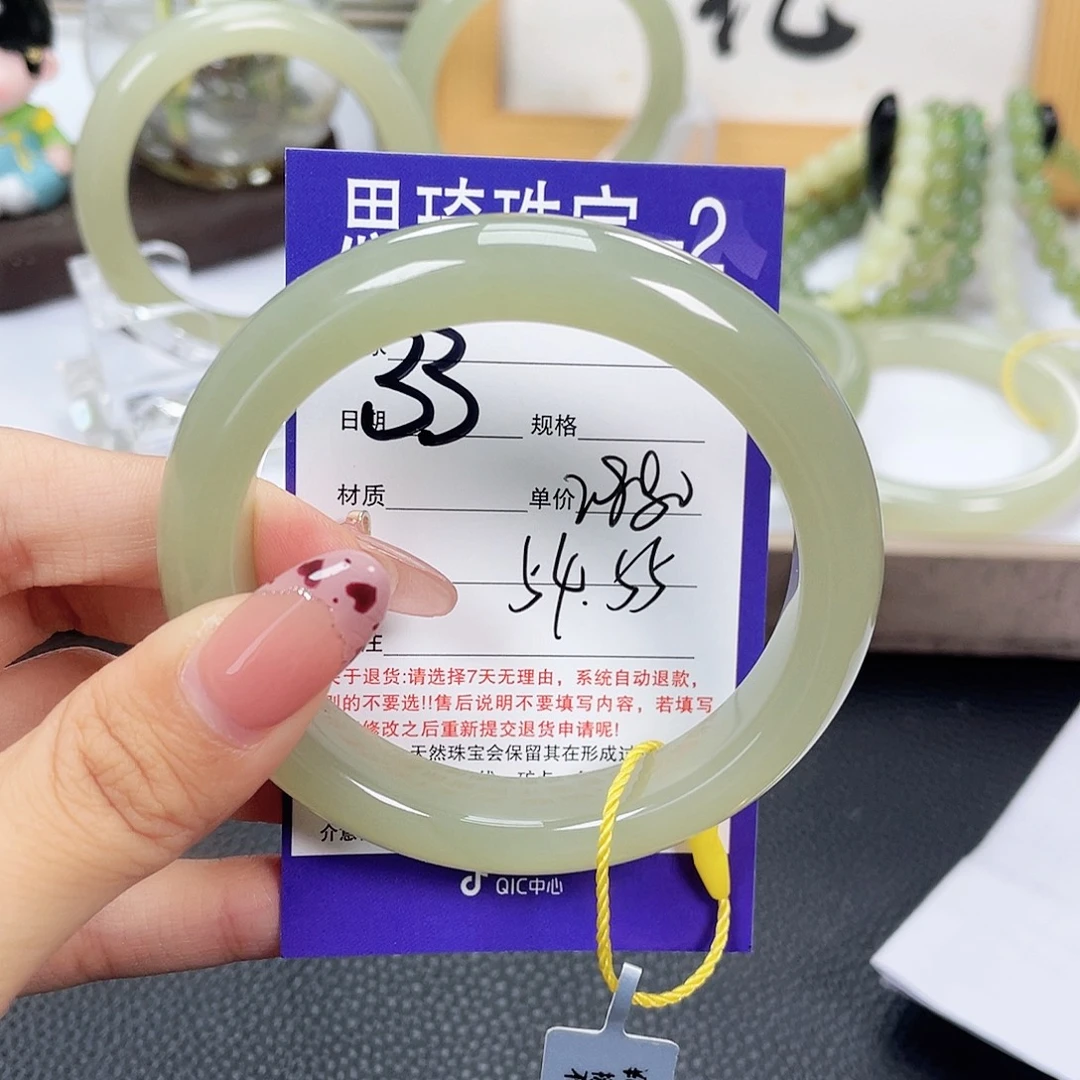 思琦珠宝-2
33
日期 规格
材质 单价
54.55
于退货:请选择7天无理由，系统自动退款，
的不要选!!售后说明不要填写内容，若填写
修改之后重新提交退货申请呢!
天然珠宝会保留其在形成过
QIC中心